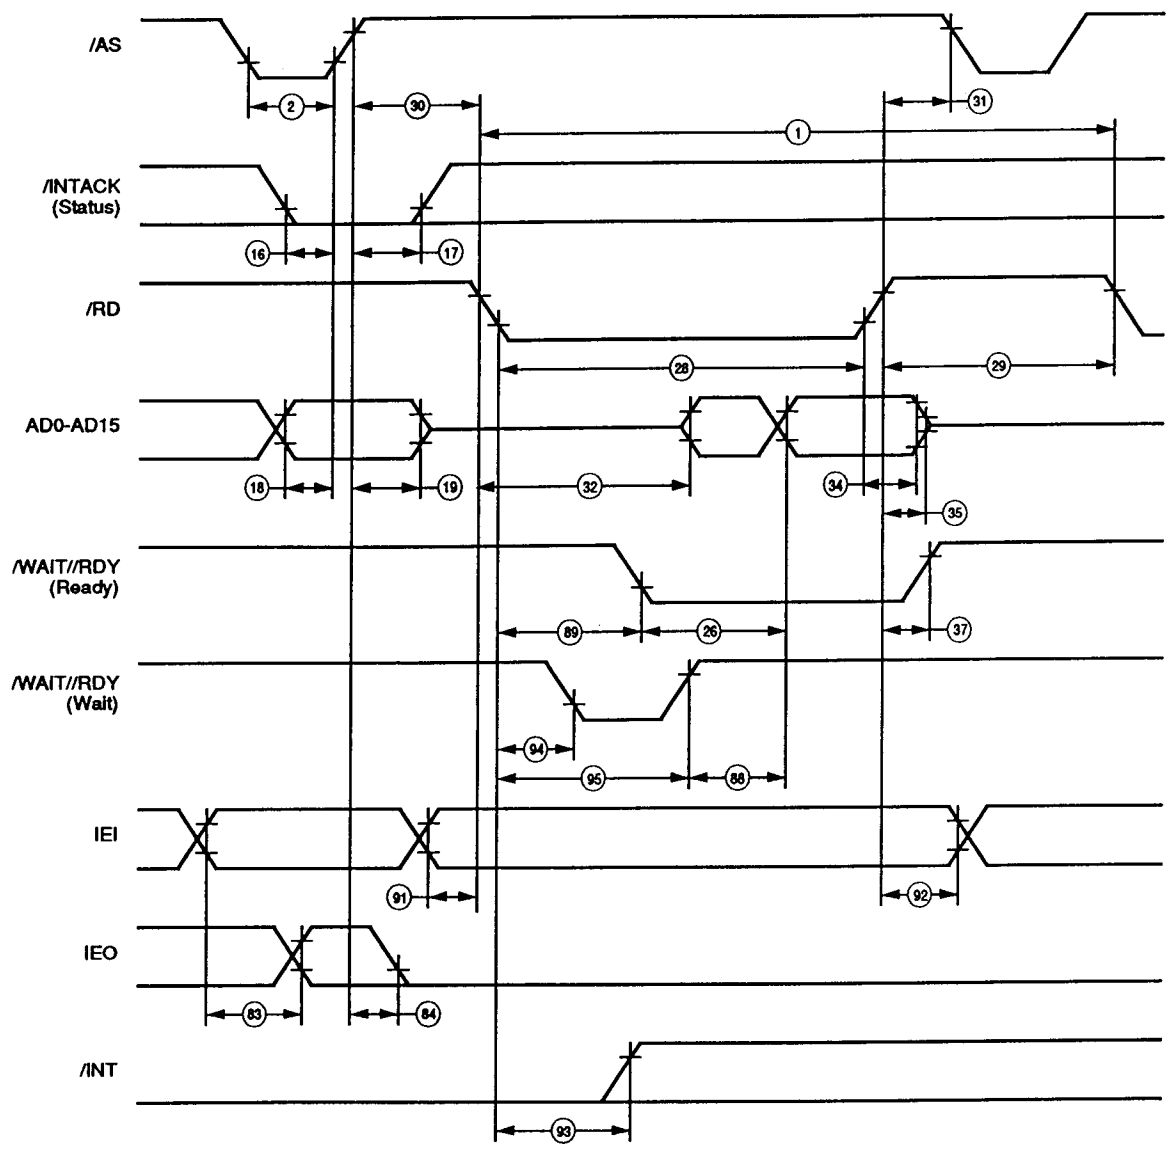 /AS
2
30
31
1
/INTACK
(Status)
16
17
/RD
28
29
AD0-AD15
18
19
32
34
35
/WAIT//RDY
(Ready)
89
26
37
/WAIT//RDY
(Wait)
94
95
88
IEI
91
92
IEO
83
84
/INT
93